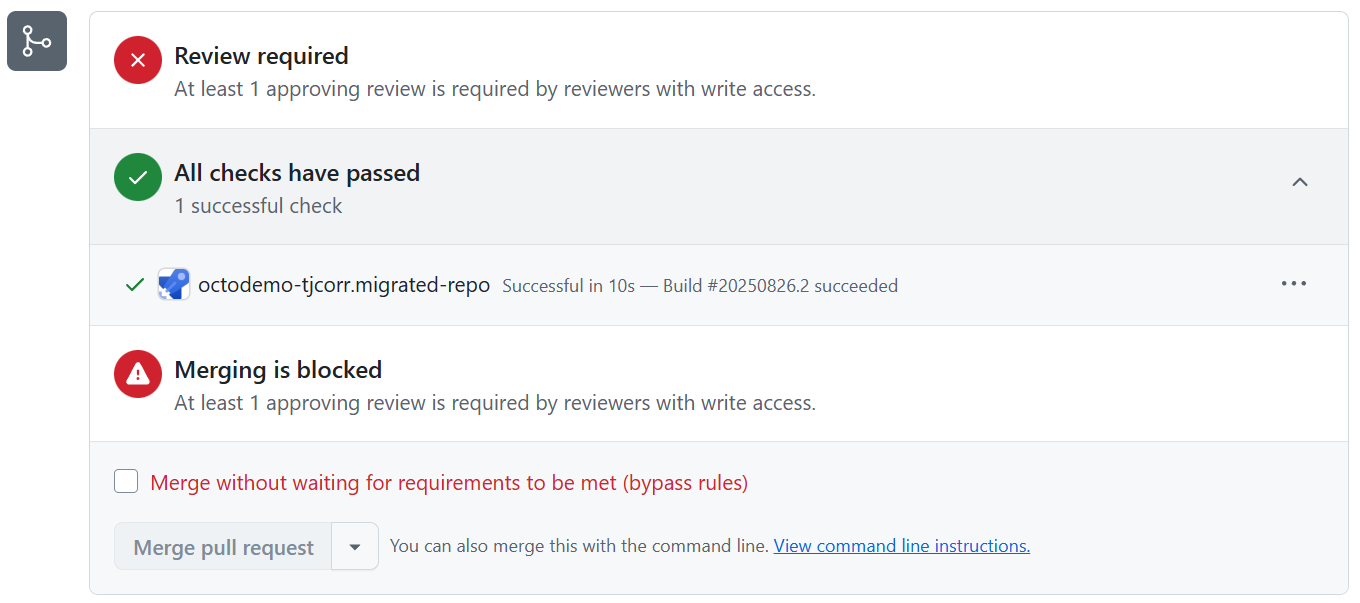 Review required
At least 1 approving review is required by reviewers with write access.
All checks have passed
1 successful check
octodemo-tjcorr.migrated-repo Successful in 10s — Build #20250826.2 succeeded
Merging is blocked
At least 1 approving review is required by reviewers with write access.
Merge without waiting for requirements to be met (bypass rules)
Merge pull request You can also merge this with the command line. View command line instructions.